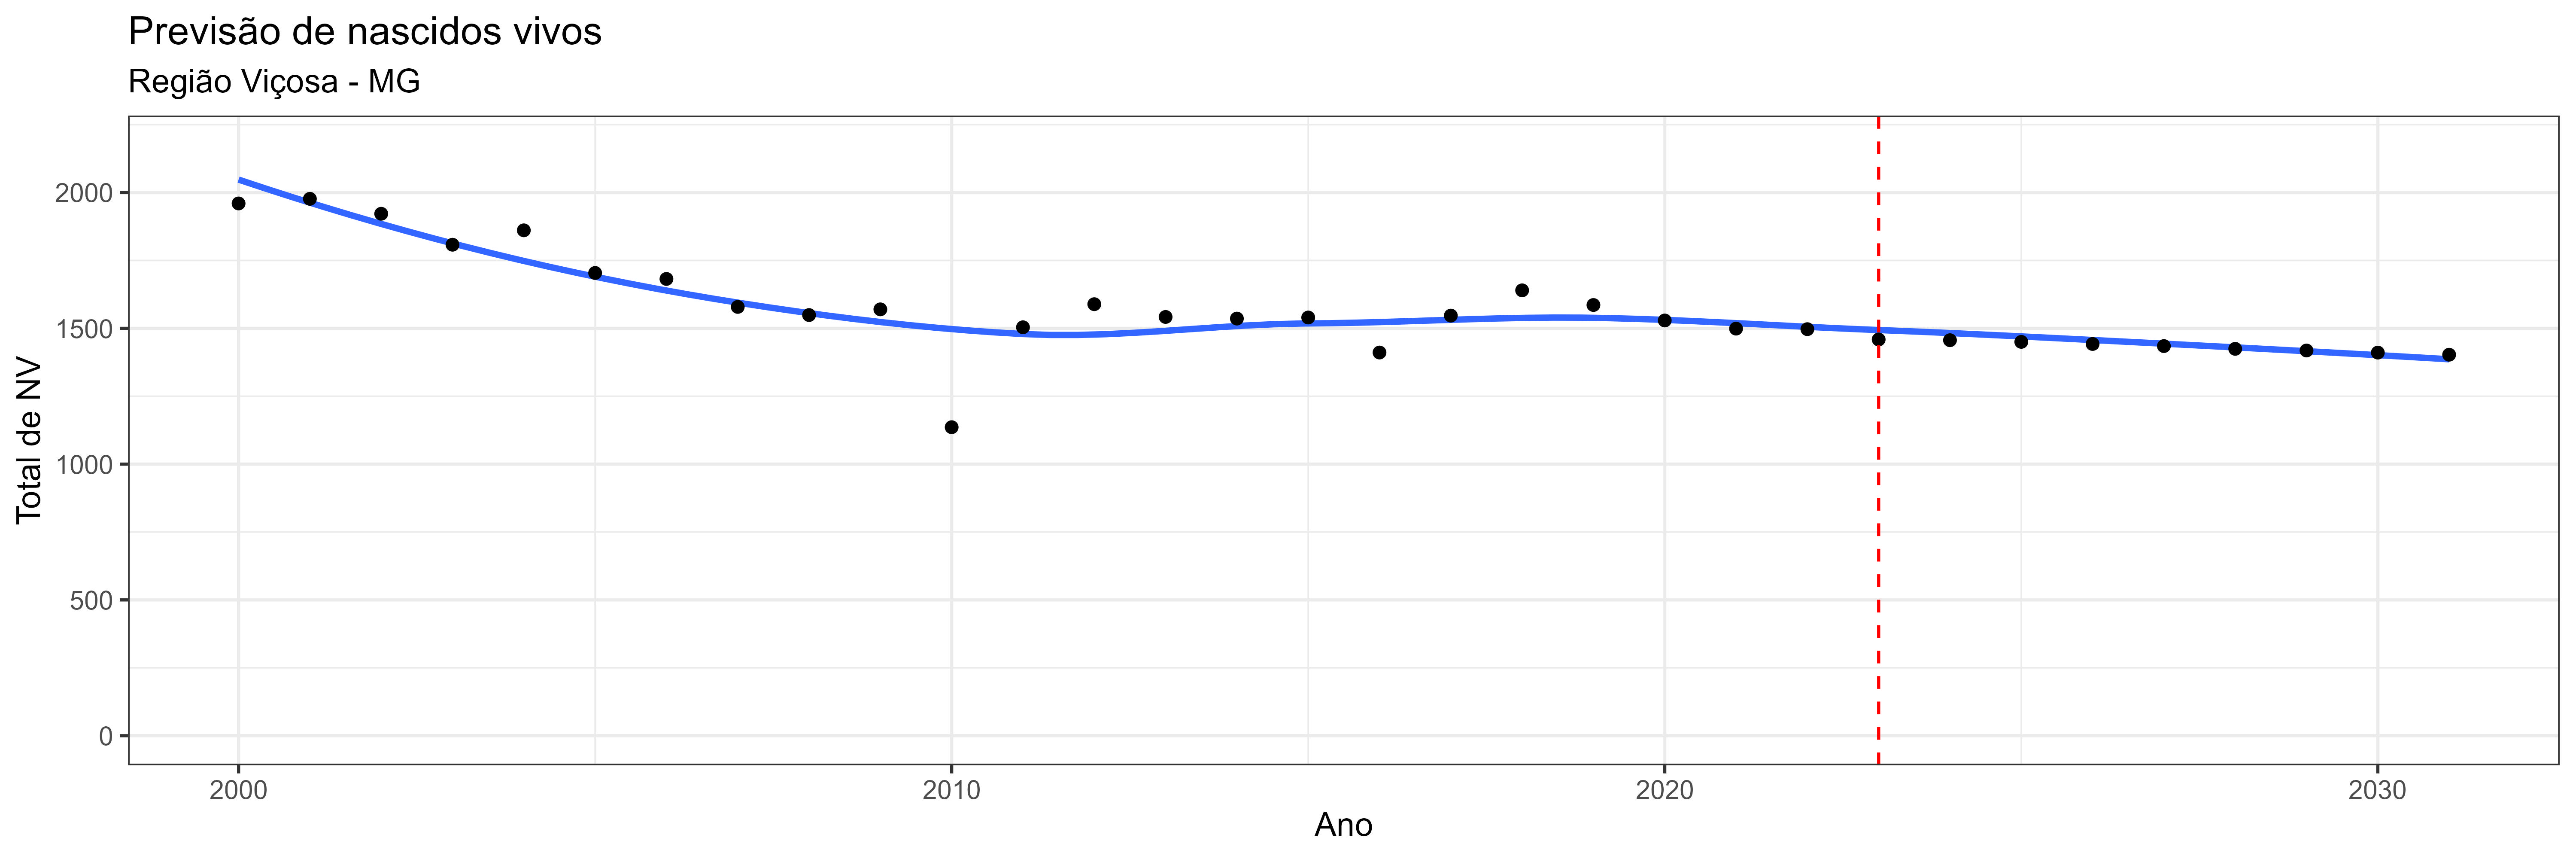 Previsão de nascidos vivos
Região Viçosa - MG
Total de NV
2000
1500
1000
500
0
2000 2010 2020 2030
Ano